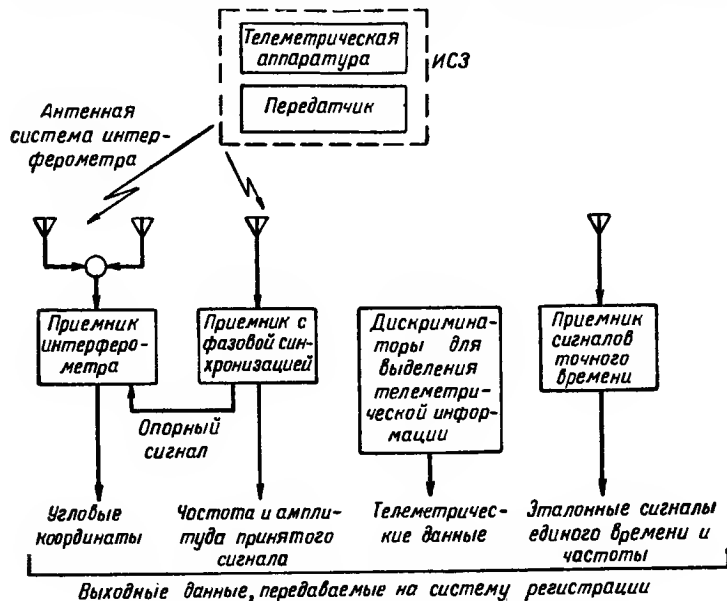 Телеметрическая
аппаратура
ИСЗ
Передатчик
Антенная
система интер-
ферометра
Приемник
интерферо-
метра
Приемник с
фазовой син-
хронизацией
Дискримина-
торы для
выделения
телеметри-
ческой инфор-
мации
Приемник
сигналов
точного
времени
Опорный
сигнал
Угловые
координаты
Частота и ампли-
туда принятого
сигнала
Телеметричес-
кие данные
Эталонные сигналы
единого времени и
частоты
Выходные данные, передаваемые на систему регистрации